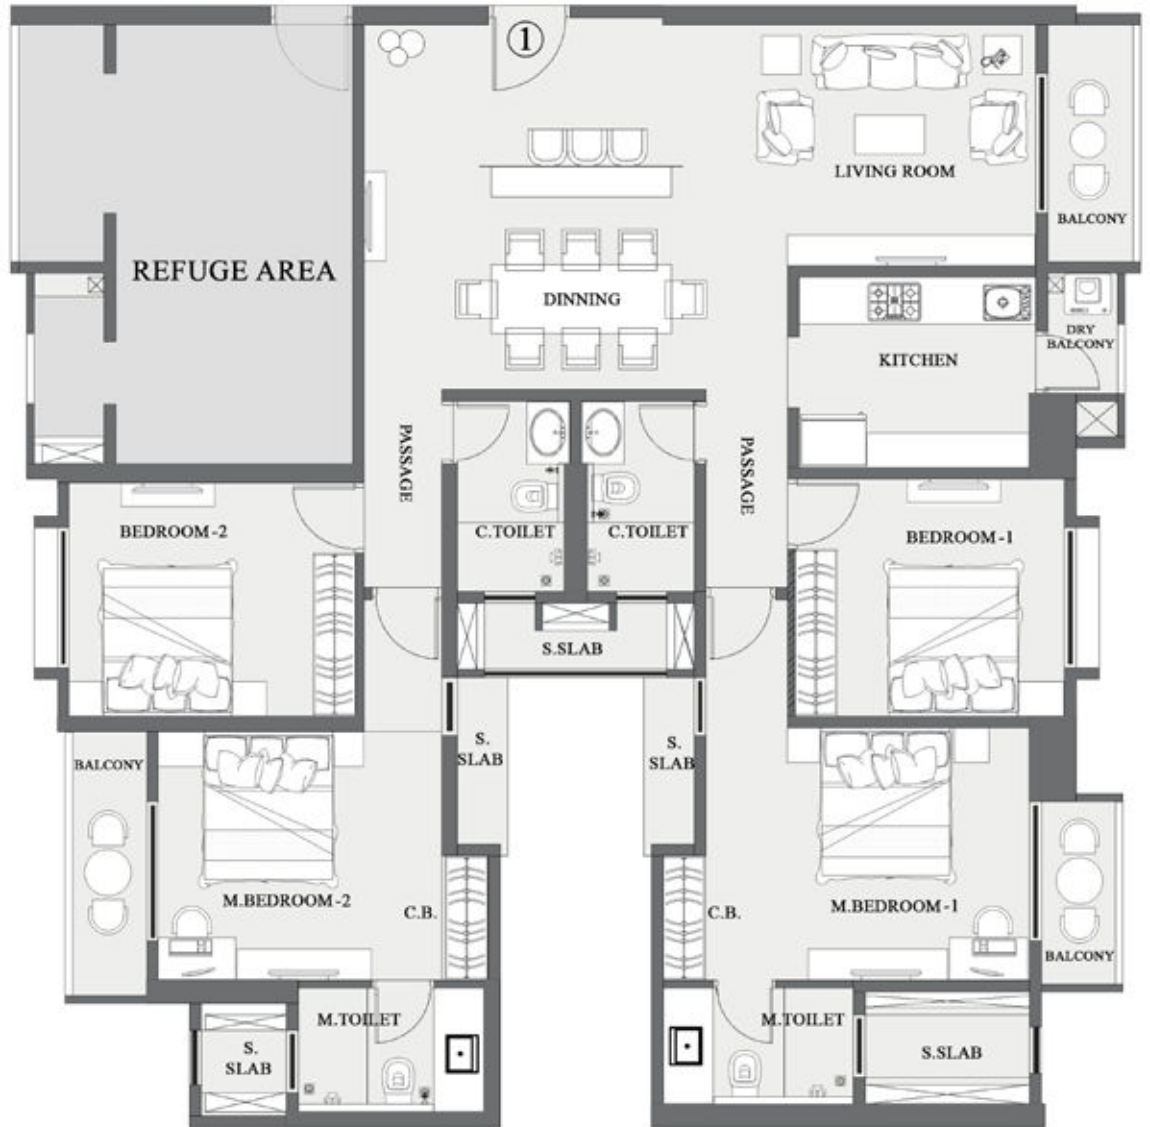 1
LIVING ROOM
BALCONY
REFUGE AREA
DINNING
KITCHEN
DRY
BALCONY
PASSAGE
PASSAGE
C.TOILET
C.TOILET
BEDROOM-2
BEDROOM-1
S.SLAB
S.
SLAB
S.
SLAB
BALCONY
M.BEDROOM-2
C.B.
C.B.
M.BEDROOM-1
BALCONY
M.TOILET
M.TOILET
S.
SLAB
S.SLAB